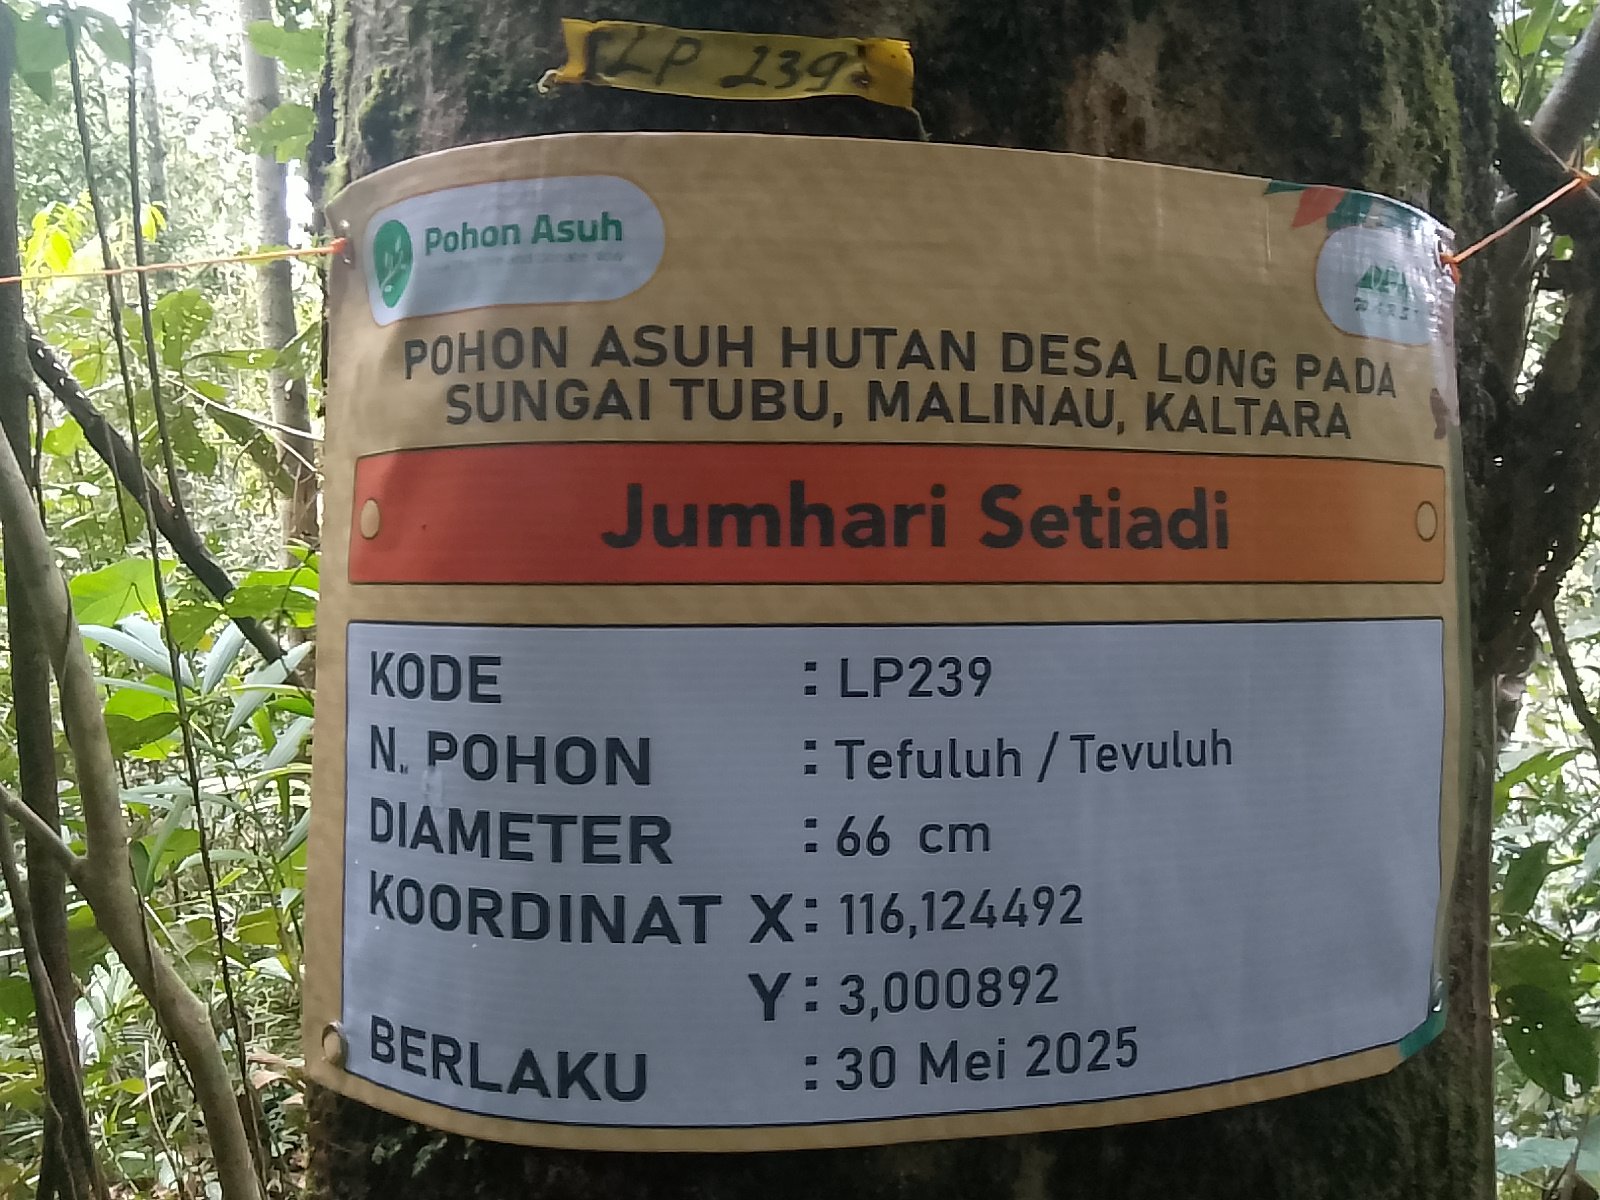 LP 239
Pohon Asuh
POHON ASUH HUTAN DESA LONG PADA
SUNGAI TUBU, MALINAU, KALTARA
Jumhari Setiadi
KODE : LP239
N. POHON : Tefuluh / Tevuluh
DIAMETER : 66 cm
KOORDINAT X : 116,124492
Y : 3,000892
BERLAKU : 30 Mei 2025